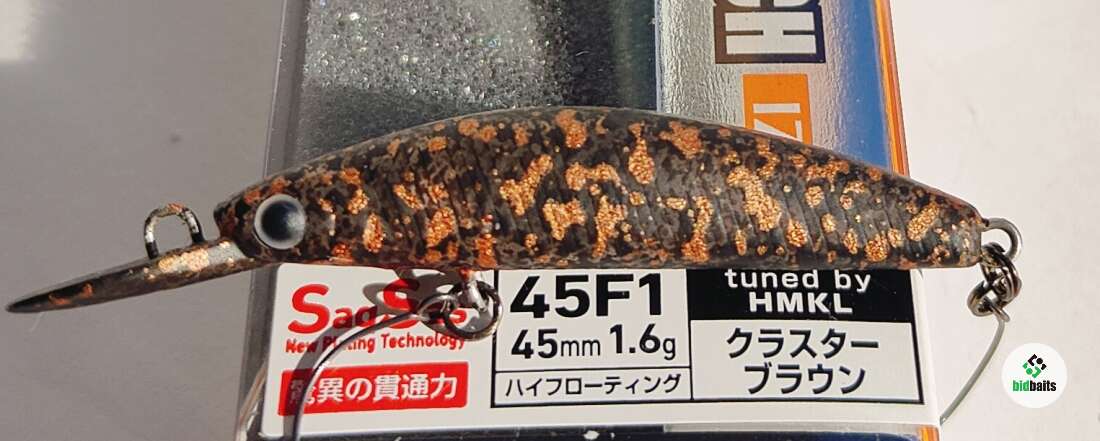 SadSas
New Plating Technology
驚異の貫通力
45F1
45mm 1.6g
ハイフローティング
tuned by
HMKL
クラスター
ブラウン
bidbaits